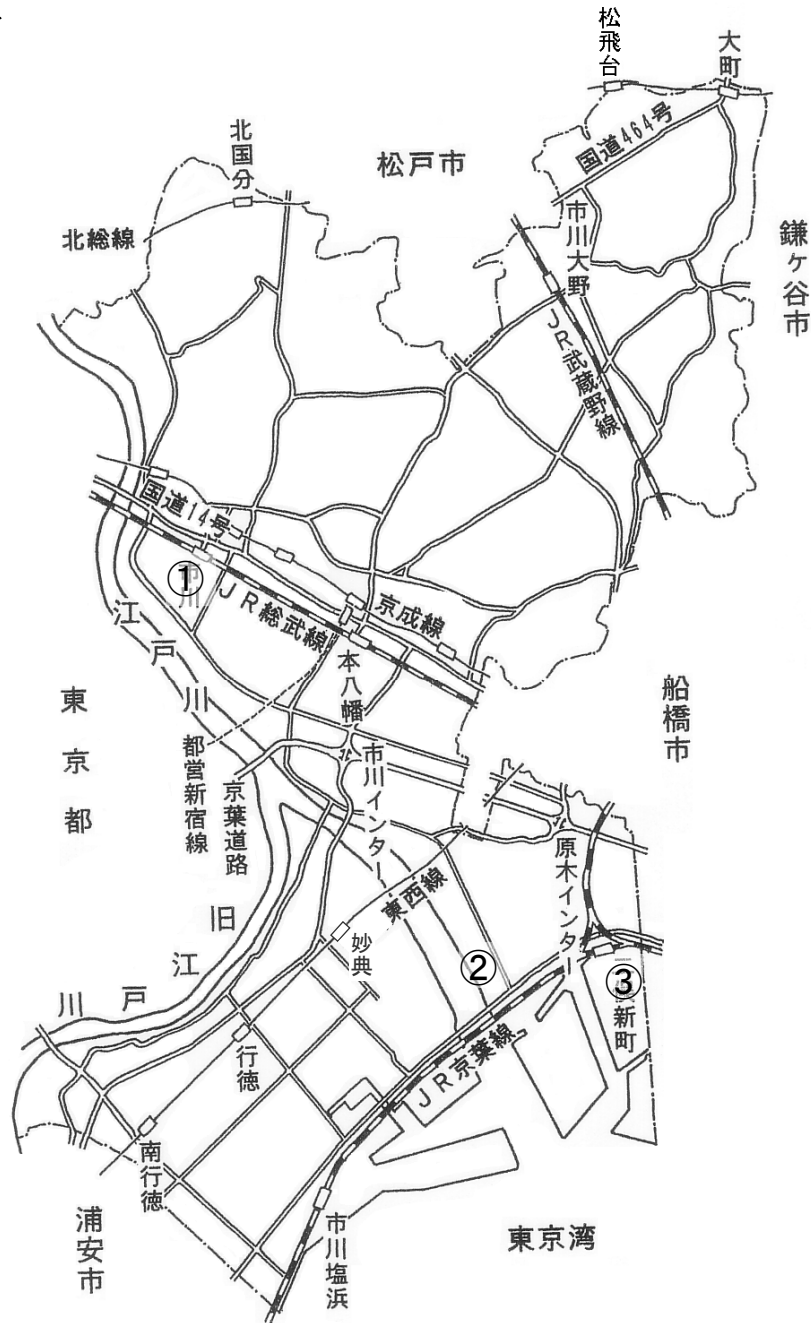 松飛台
大町
国道464号
北国分
松戸市
北総線
市川大野
鎌ヶ谷市
JR武蔵野線
国道14号
①
市川
JR総武線
京成線
江戸川
本八幡
船橋市
東京都
都営新宿線
京葉道路
市川インター
原木インター
東西線
旧江戸川
妙典
②
③
新町
行徳
JR京葉線
南行徳
市川塩浜
浦安市
東京湾